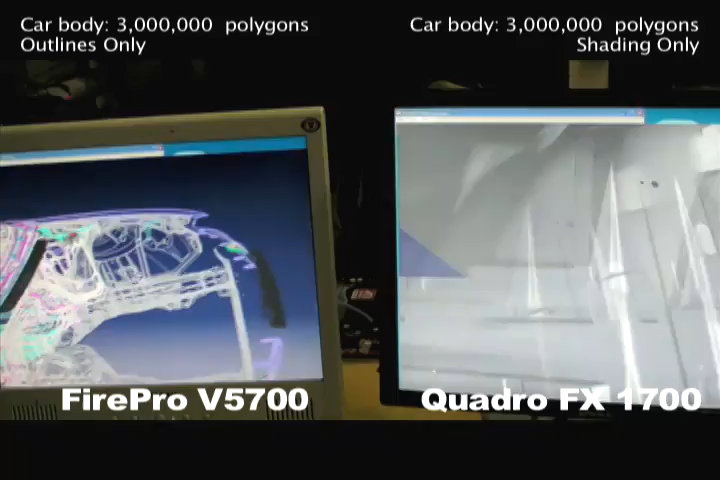 Car body: 3,000,000 polygons
Outlines Only
Car body: 3,000,000 polygons
Shading Only
FirePro V5700
Quadro FX 1700